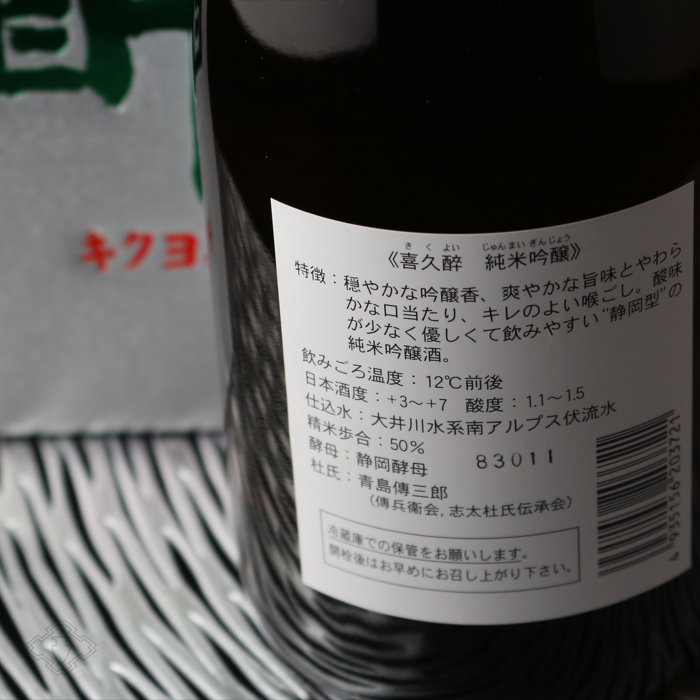 キクヨ
き く よい じゅん まい ぎん じょう
《喜久醉 純米吟醸》
特徴：穏やかな吟醸香、爽やかな旨味とやわら
かな口当たり、キレのよい喉ごし。酸味
が少なく優しくて飲みやすい“静岡型”の
純米吟醸酒。
飲みごろ温度：12℃前後
日本酒度：+3～+7 酸度：1.1～1.5
仕込水：大井川水系南アルプス伏流水
精米歩合：50%
酵母：静岡酵母
83011
杜氏：青島傳三郎
（傳兵衞会,志太杜氏伝承会）
冷蔵庫での保管をお願いします。
開栓後はお早めにお召し上がり下さい。
4 935156 203721